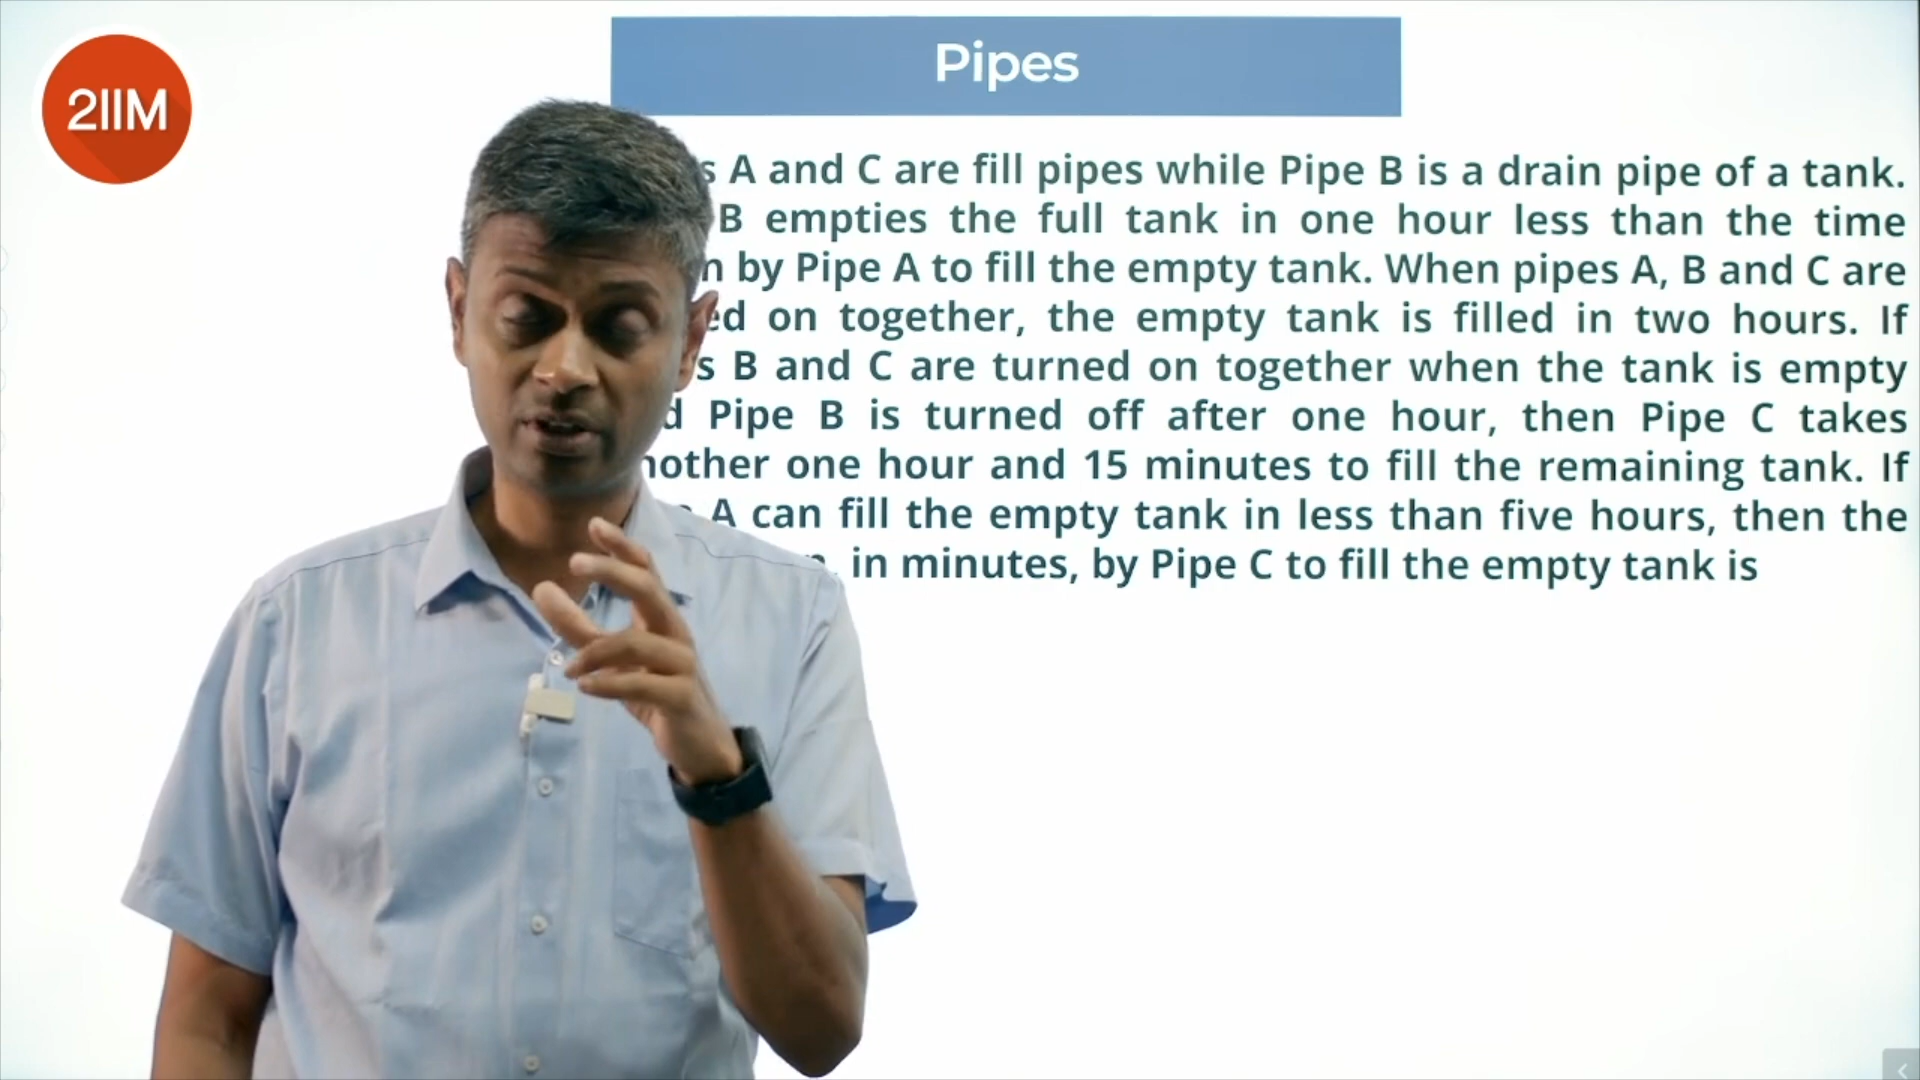 2IIM
Pipes
A and C are fill pipes while Pipe B is a drain pipe of a tank.
B empties the full tank in one hour less than the time
by Pipe A to fill the empty tank. When pipes A, B and C are
on together, the empty tank is filled in two hours. If
B and C are turned on together when the tank is empty
Pipe B is turned off after one hour, then Pipe C takes
one hour and 15 minutes to fill the remaining tank. If
A can fill the empty tank in less than five hours, then the
in minutes, by Pipe C to fill the empty tank is